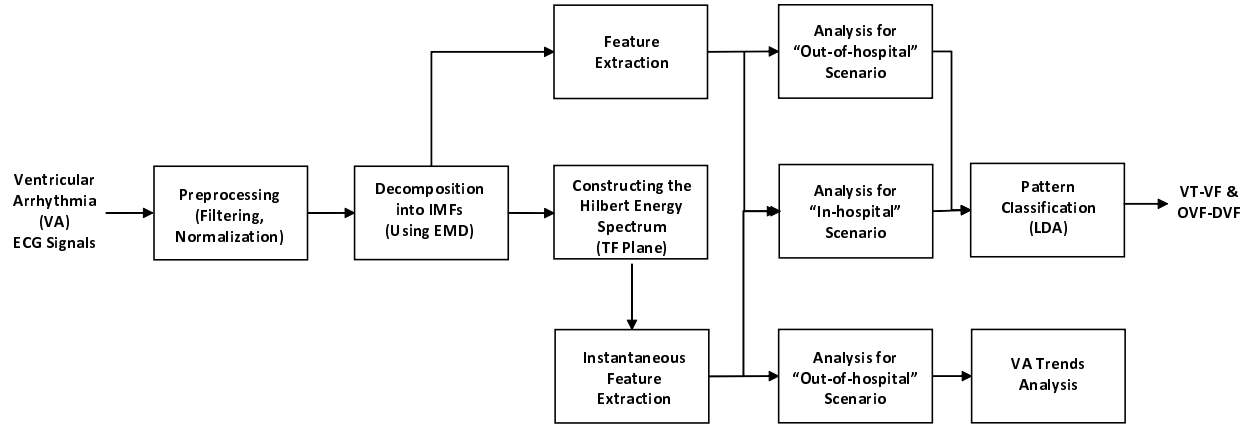 Ventricular
Arrhythmia
(VA)
ECG Signals
Preprocessing
(Filtering,
Normalization)
Decomposition
into IMFs
(Using EMD)
Feature
Extraction
Constructing the
Hilbert Energy
Spectrum
(TF Plane)
Instantaneous
Feature
Extraction
Analysis for
“Out-of-hospital”
Scenario
Analysis for
“In-hospital”
Scenario
Analysis for
“Out-of-hospital”
Scenario
Pattern
Classification
(LDA)
VA Trends
Analysis
VT-VF &
OVF-DVF